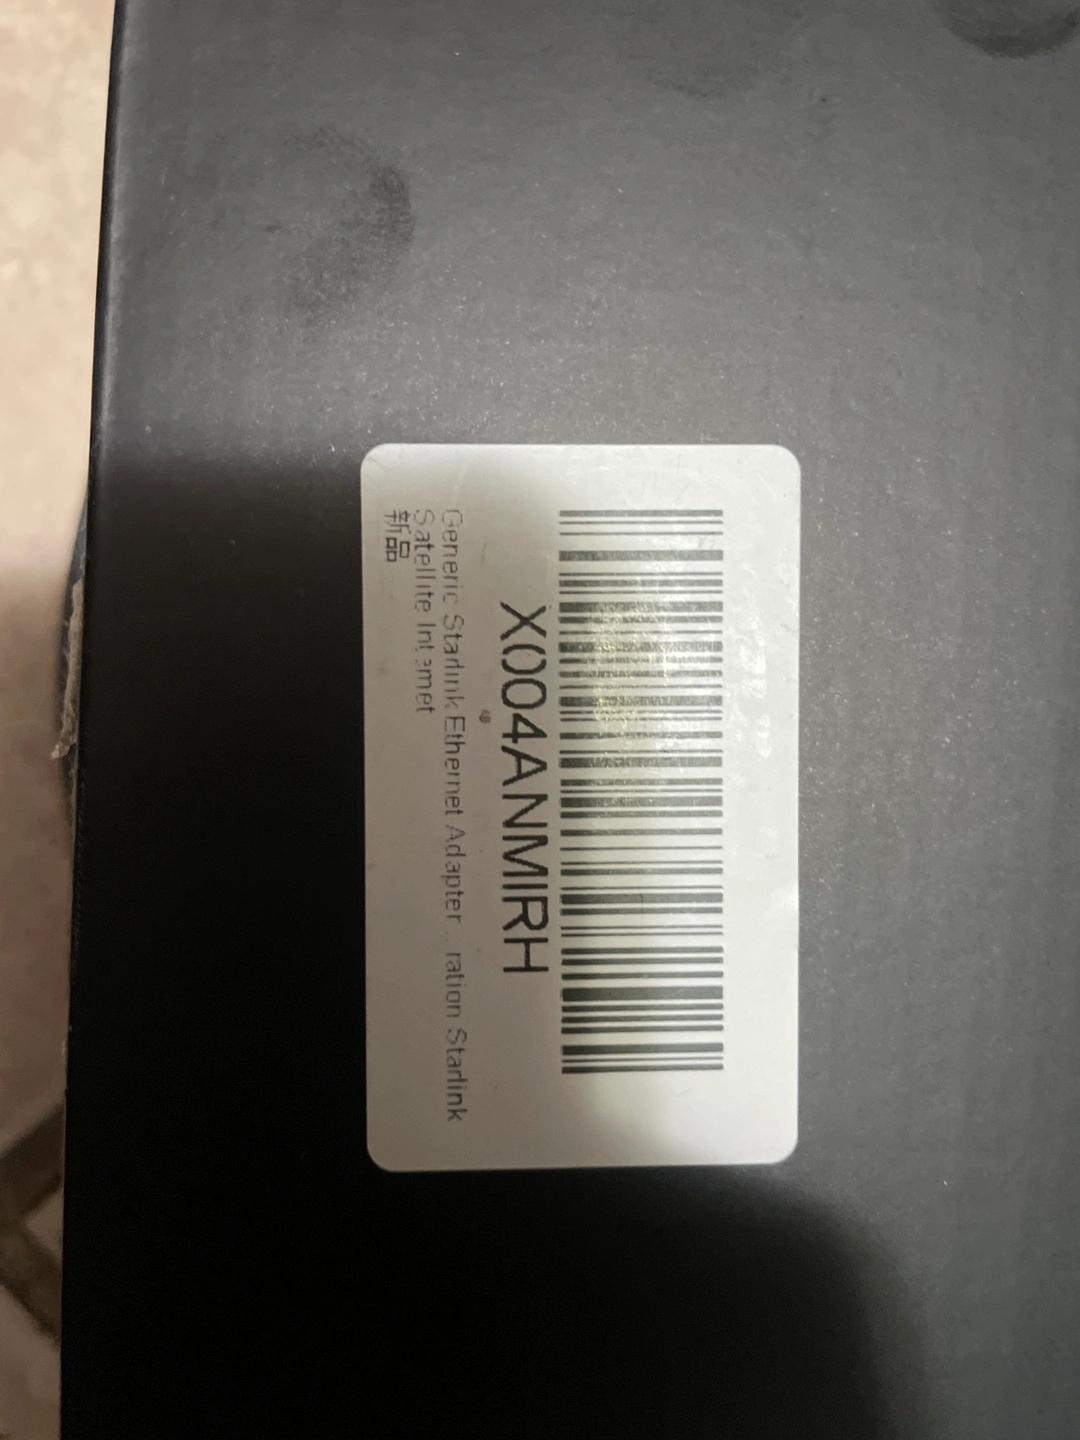 X004ANMIRH
Generic Starlink Ethernet Adapter ...ration Starlink
Satellite Internet
新品